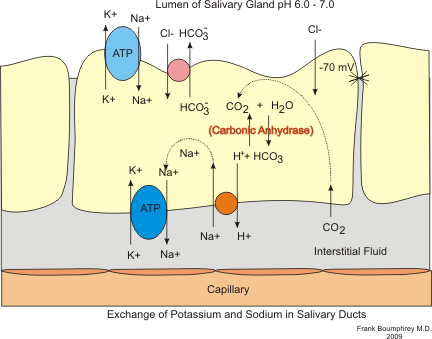 Lumen of Salivary Gland pH 6.0 - 7.0
K+ Na+ Cl- HCO3- Cl-
ATP
-70 mV
K+ Na+ HCO3- CO2 + H2O
(Carbonic Anhydrase)
Na+ H+ + HCO3
K+ Na+
ATP
CO2
K+ Na+ Na+ H+
Interstitial Fluid
Capillary
Exchange of Potassium and Sodium in Salivary Ducts
Frank Boumphrey M.D.
2009